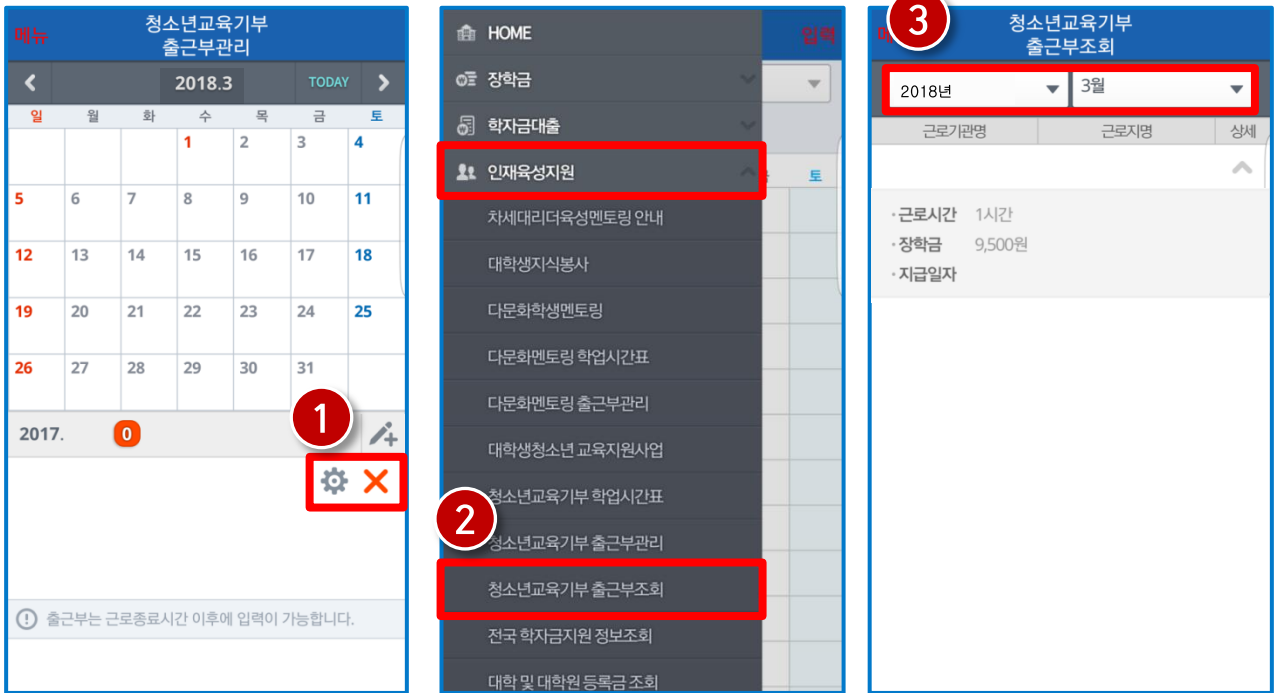 메뉴
청소년교육기부
출근부관리
2018.3
TODAY
일 월 화 수 목 금 토
1 2 3 4
5 6 7 8 9 10 11
12 13 14 15 16 17 18
19 20 21 22 23 24 25
26 27 28 29 30 31
1
2017. 0
출근부는 근로종료시간 이후에 입력이 가능합니다.
HOME
입력
장학금
학자금대출
인재육성지원
토
차세대리더육성멘토링 안내
대학생지식봉사
다문화학생멘토링
다문화멘토링 학업시간표
다문화멘토링 출근부관리
대학생청소년 교육지원사업
청소년교육기부 학업시간표
2
청소년교육기부 출근부관리
청소년교육기부 출근부조회
전국 학자금지원 정보조회
대학 및 대학원 등록금 조회
3
청소년교육기부
출근부조회
2018년 3월
근로기관명 근로지명 상세
·근로시간 1시간
·장학금 9,500원
·지급일자